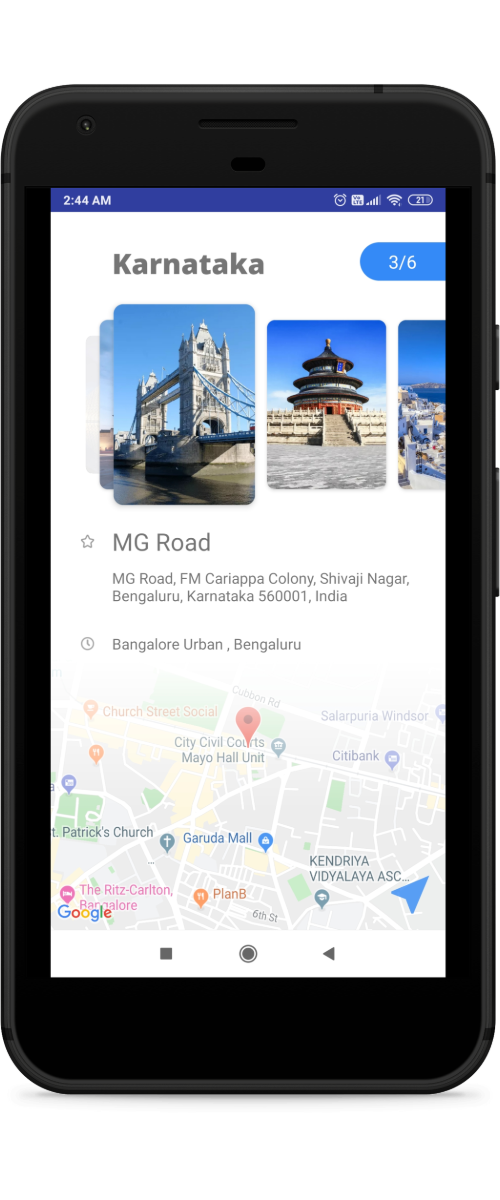 2:44 AM
21
Karnataka
3/6
MG Road
MG Road, FM Cariappa Colony, Shivaji Nagar,
Bengaluru, Karnataka 560001, India
Bangalore Urban , Bengaluru
Cubbon Rd
Church Street Social
Salarpuria Windsor
City Civil Courts
Mayo Hall Unit
Citibank
a
t. Patrick's Church
Garuda Mall
...
KENDRIYA
VIDYALAYA ASC...
The Ritz-Carlton,
Bangalore
PlanB
Google
6th St